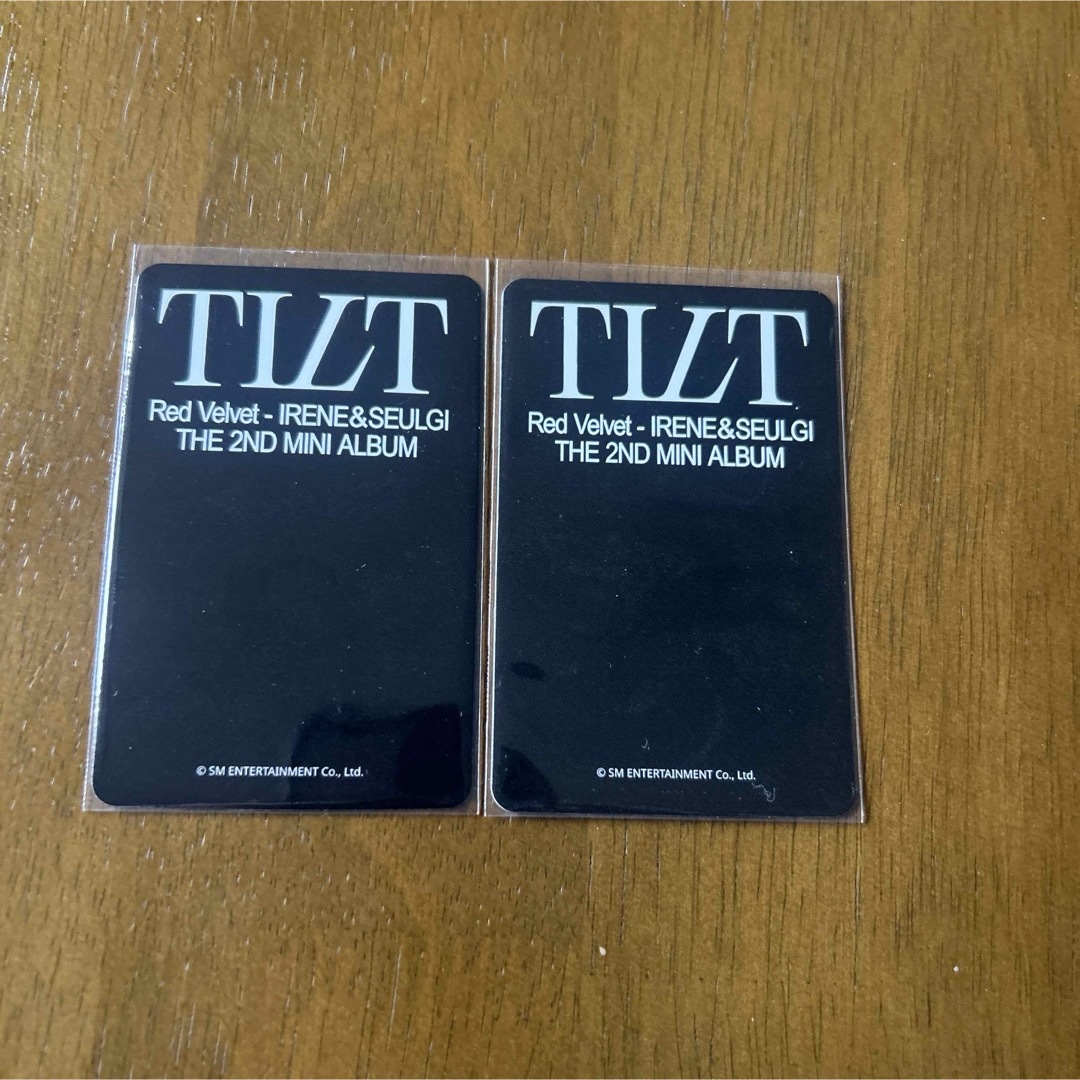 TILT
Red Velvet - IRENE&SEULGI
THE 2ND MINI ALBUM
© SM ENTERTAINMENT Co., Ltd.
TILT
Red Velvet - IRENE&SEULGI
THE 2ND MINI ALBUM
© SM ENTERTAINMENT Co., Ltd.